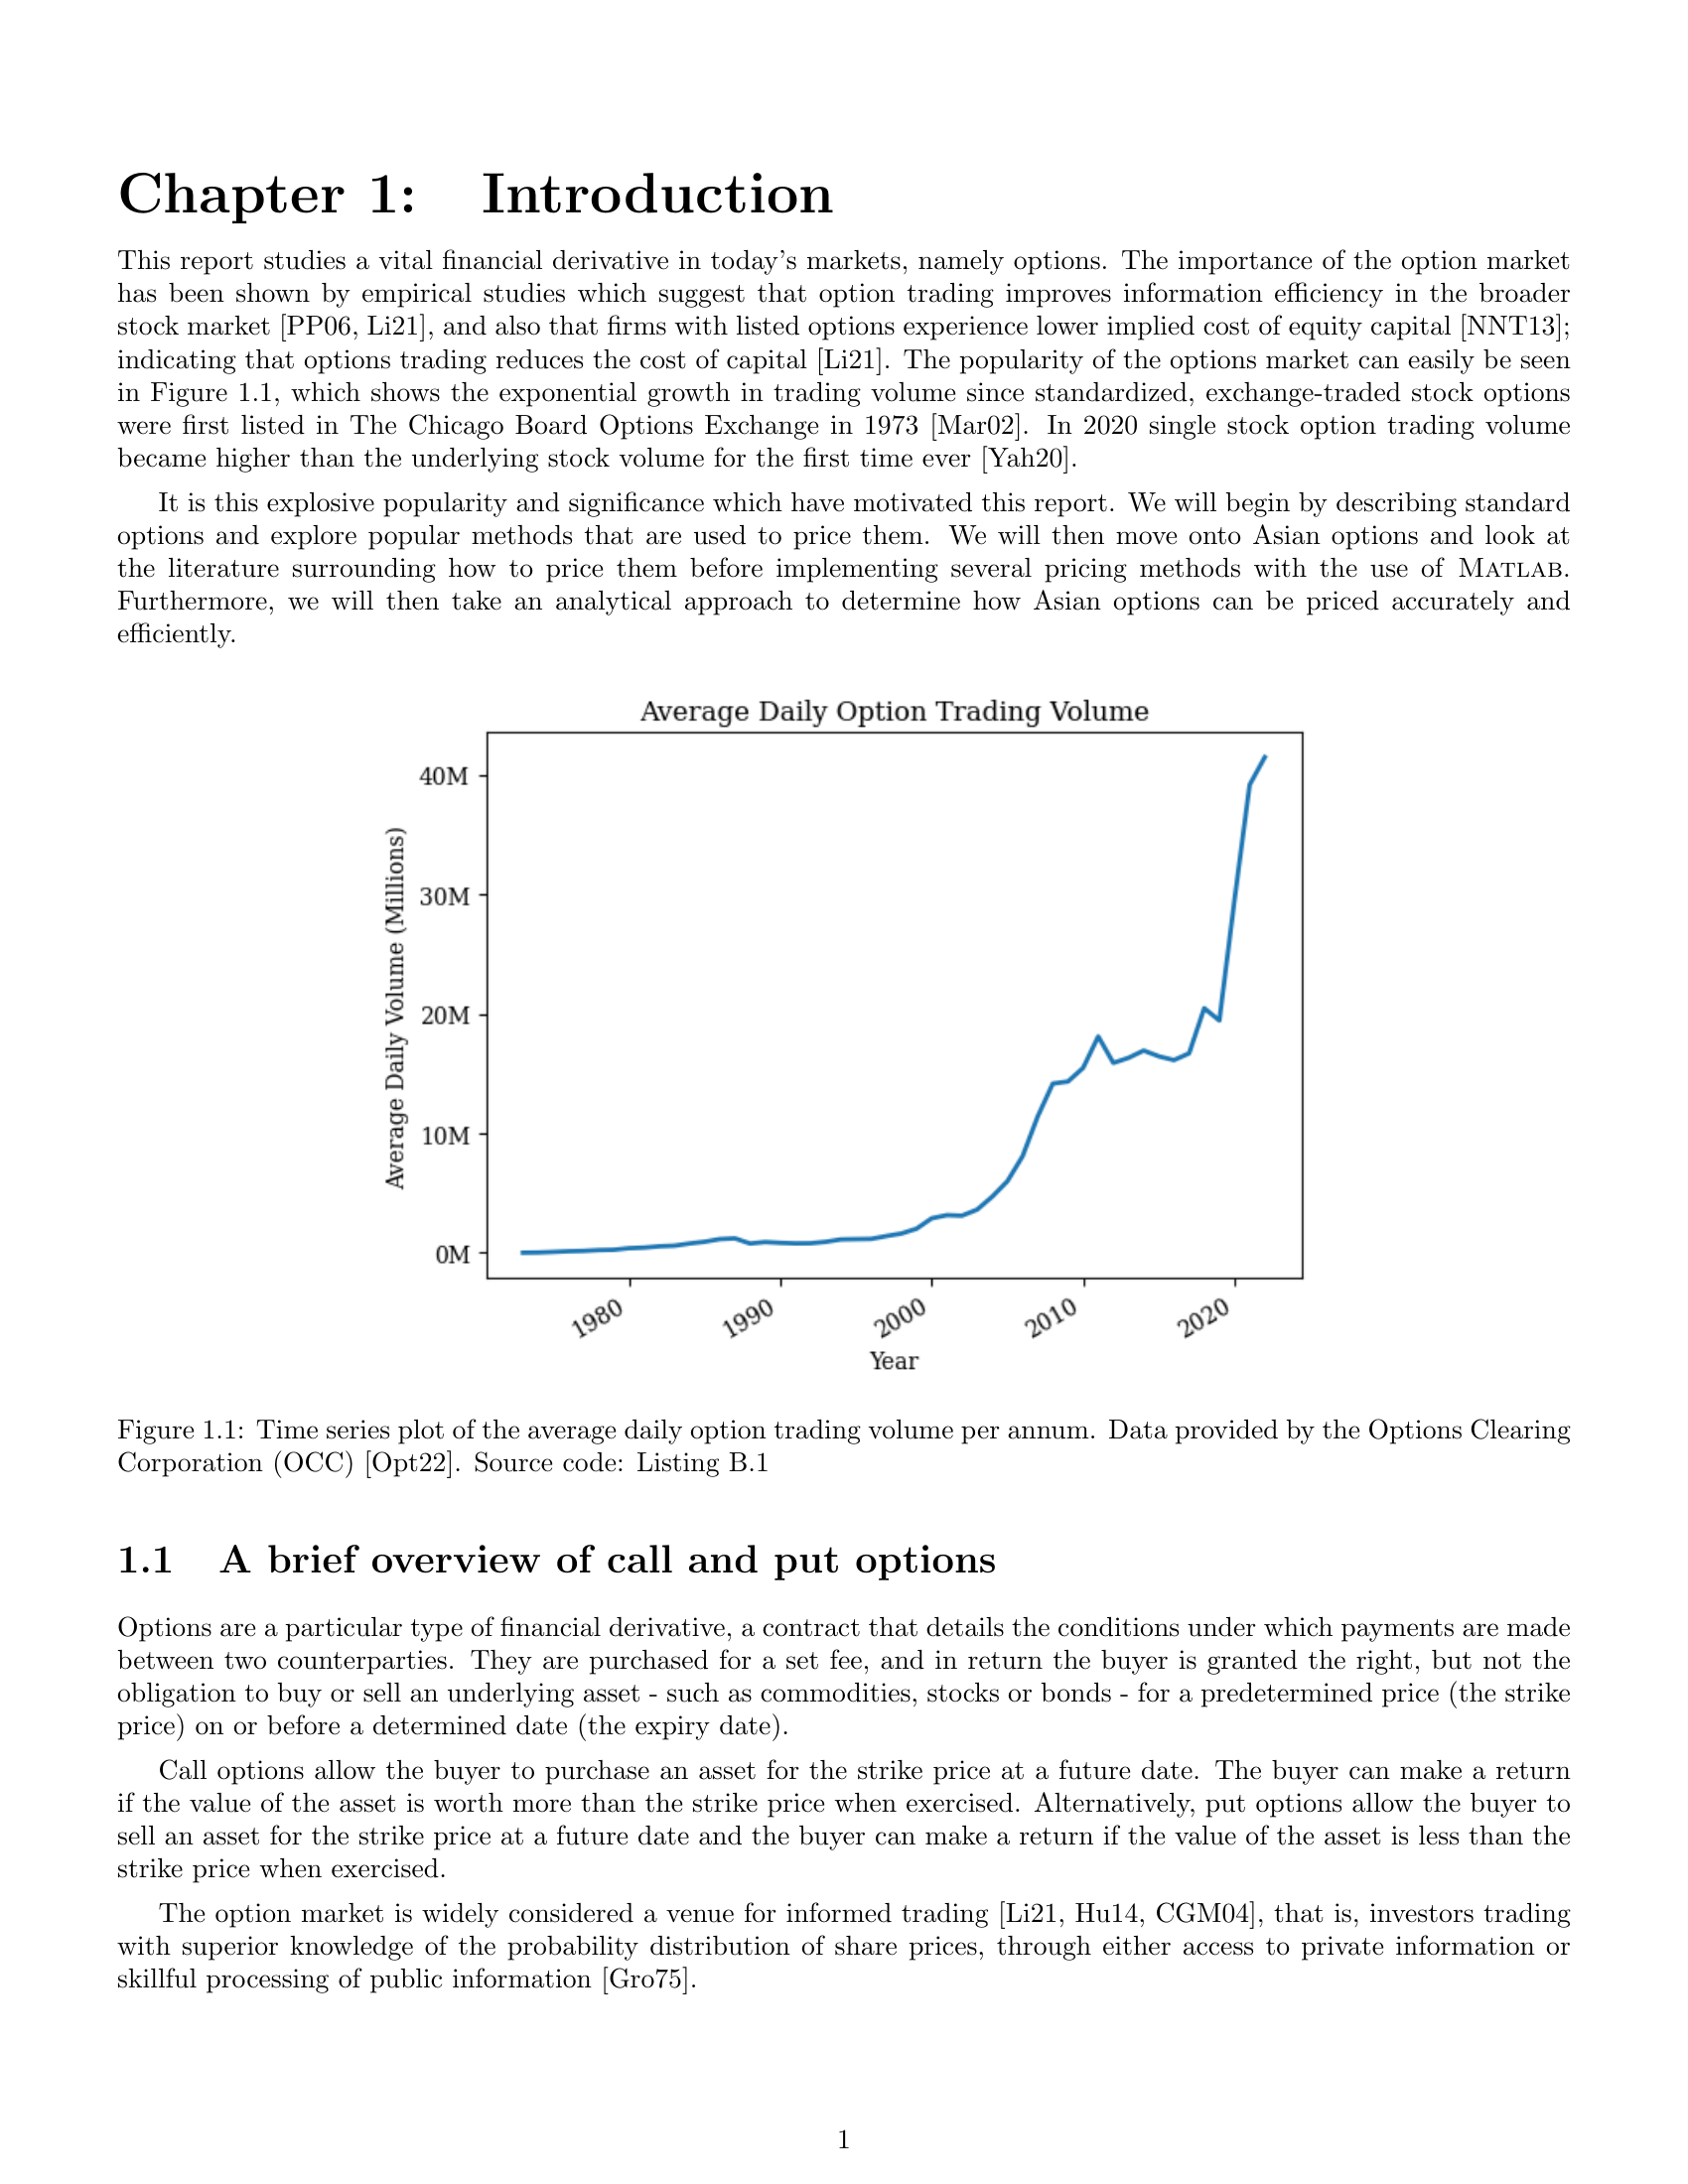 Chapter 1: Introduction
This report studies a vital financial derivative in today's markets, namely options. The importance of the option market
has been shown by empirical studies which suggest that option trading improves information efficiency in the broader
stock market [PP06, Li21], and also that firms with listed options experience lower implied cost of equity capital [NNT13];
indicating that options trading reduces the cost of capital [Li21]. The popularity of the options market can easily be seen
in Figure 1.1, which shows the exponential growth in trading volume since standardized, exchange-traded stock options
were first listed in The Chicago Board Options Exchange in 1973 [Mar02]. In 2020 single stock option trading volume
became higher than the underlying stock volume for the first time ever [Yah20].
It is this explosive popularity and significance which have motivated this report. We will begin by describing standard
options and explore popular methods that are used to price them. We will then move onto Asian options and look at
the literature surrounding how to price them before implementing several pricing methods with the use of MATLAB.
Furthermore, we will then take an analytical approach to determine how Asian options can be priced accurately and
efficiently.
Average Daily Option Trading Volume
Average Daily Volume (Millions)
40M
30M
20M
10M
0M
1980
1990
2000
2010
2020
Year
Figure 1.1: Time series plot of the average daily option trading volume per annum. Data provided by the Options Clearing
Corporation (OCC) [Opt22]. Source code: Listing B.1
1.1 A brief overview of call and put options
Options are a particular type of financial derivative, a contract that details the conditions under which payments are made
between two counterparties. They are purchased for a set fee, and in return the buyer is granted the right, but not the
obligation to buy or sell an underlying asset - such as commodities, stocks or bonds - for a predetermined price (the strike
price) on or before a determined date (the expiry date).
Call options allow the buyer to purchase an asset for the strike price at a future date. The buyer can make a return
if the value of the asset is worth more than the strike price when exercised. Alternatively, put options allow the buyer to
sell an asset for the strike price at a future date and the buyer can make a return if the value of the asset is less than the
strike price when exercised.
The option market is widely considered a venue for informed trading [Li21, Hu14, CGM04], that is, investors trading
with superior knowledge of the probability distribution of share prices, through either access to private information or
skillful processing of public information [Gro75].
1